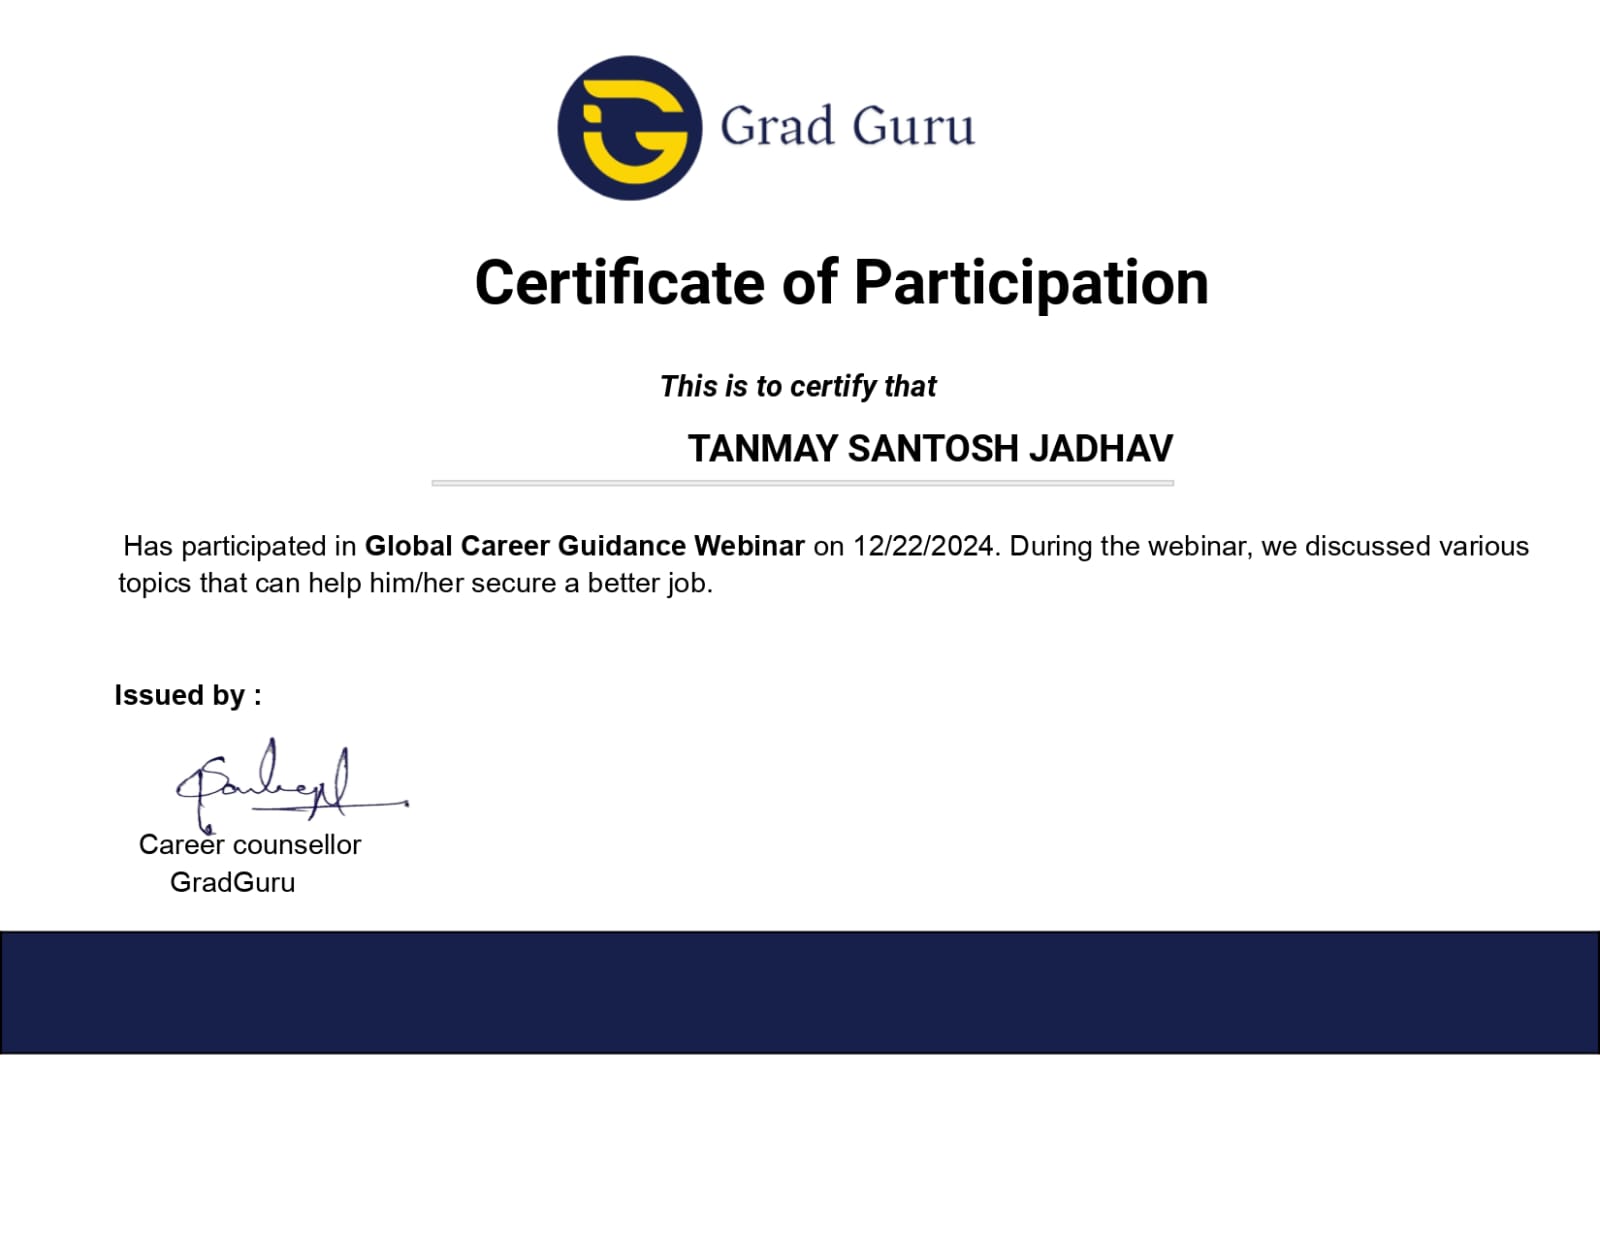 Grad Guru
Certificate of Participation
This is to certify that
TANMAY SANTOSH JADHAV
Has participated in Global Career Guidance Webinar on 12/22/2024. During the webinar, we discussed various
topics that can help him/her secure a better job.
Issued by :
Career counsellor
GradGuru